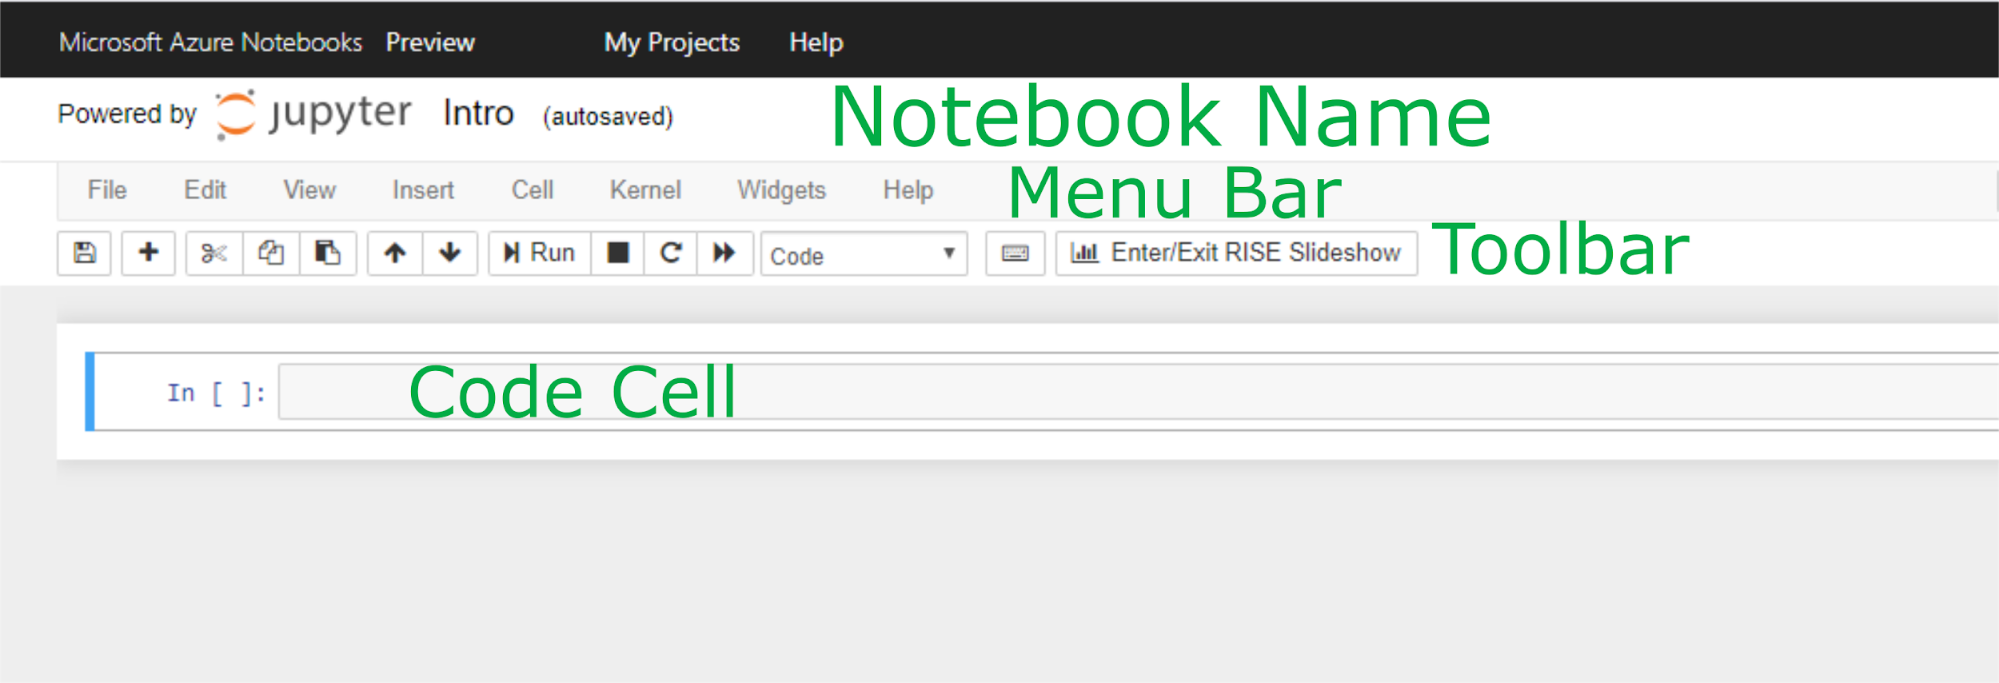 Microsoft Azure Notebooks Preview My Projects Help
Powered by jupyter Intro (autosaved) Notebook Name
File Edit View Insert Cell Kernel Widgets Help Menu Bar
Run Code Enter/Exit RISE Slideshow Toolbar
In [ ]: Code Cell